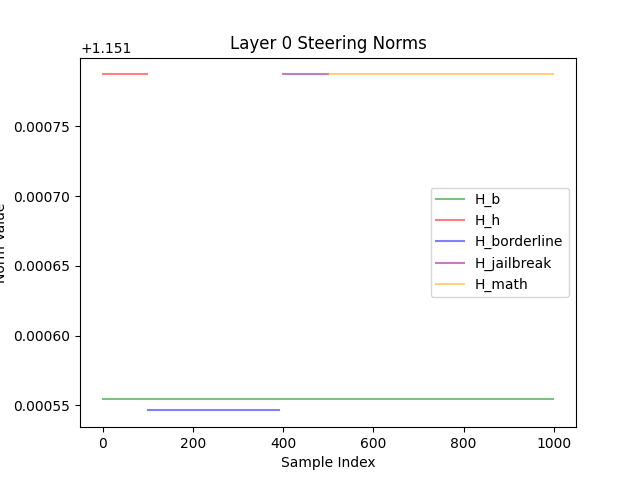 Layer 0 Steering Norms
+1.151
0.00075
0.00070
0.00065
0.00060
0.00055
H_b
H_h
H_borderline
H_jailbreak
H_math
0 200 400 600 800 1000
Sample Index
Norm Value